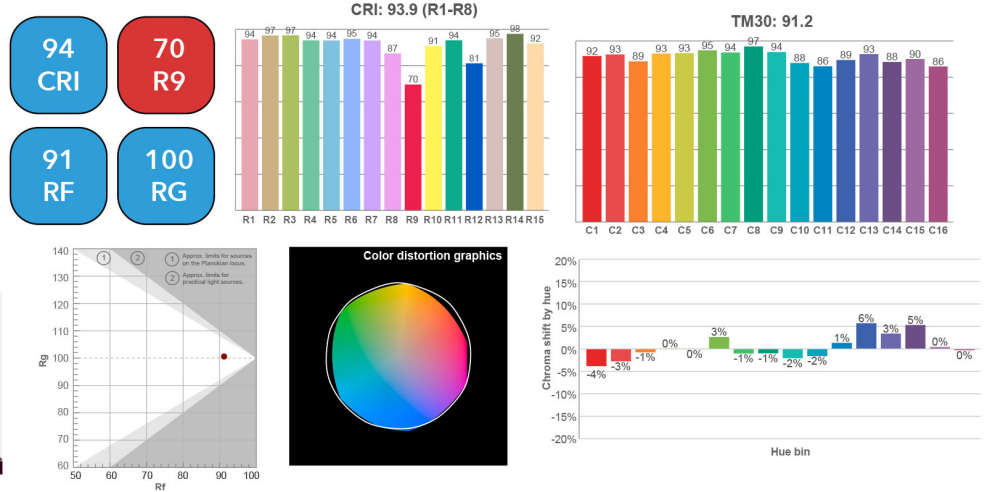 94
CRI
70
R9
91
RF
100
RG
CRI: 93.9 (R1-R8)
94 97 97 94 94 95 94 87 70 91 94 81 95 98 92
R1 R2 R3 R4 R5 R6 R7 R8 R9 R10 R11 R12 R13 R14 R15
TM30: 91.2
92 93 89 93 93 95 94 97 94 88 86 89 93 88 90 86
C1 C2 C3 C4 C5 C6 C7 C8 C9 C10 C11 C12 C13 C14 C15 C16
140
130
120
110
100
90
80
70
60
Rg
1 2
1 Approx. limits for sources
on the Planckian locus.
2 Approx. limits for
practical light sources.
50 60 70 80 90 100
Rf
Color distortion graphics
Chroma shift by hue
20%
15%
10%
5%
0%
-5%
-10%
-15%
-20%
-4% -3% -1% 0% 0% 3% -1% -1% -2% -2% 1% 6% 3% 5% 0% 0%
Hue bin